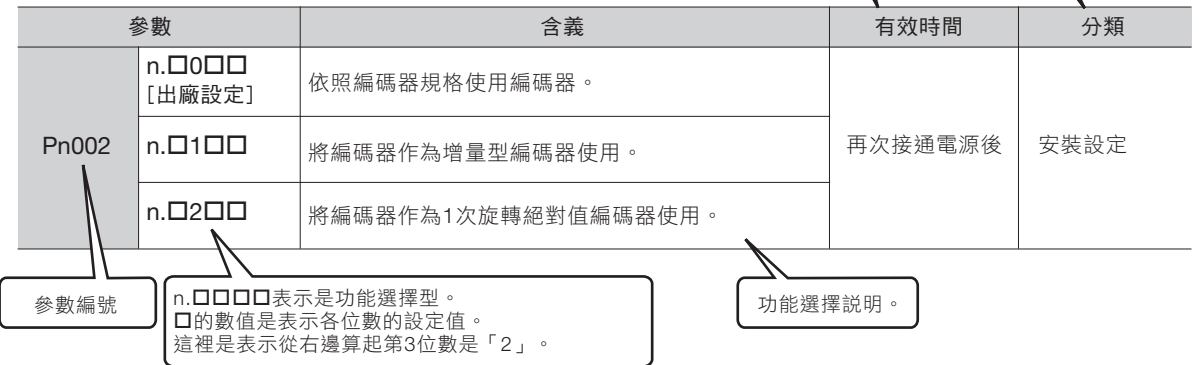 參數 含義 有效時間 分類
n.□0□□
[出廠設定]
依照編碼器規格使用編碼器。
Pn002
n.□1□□
將編碼器作為增量型編碼器使用。
再次接通電源後
安裝設定
n.□2□□
將編碼器作為1次旋轉絕對值編碼器使用。
參數編號
n.□□□□表示是功能選擇型。
□的數值是表示各位數的設定值。
這裡是表示從右邊算起第3位數是「2」。
功能選擇説明。